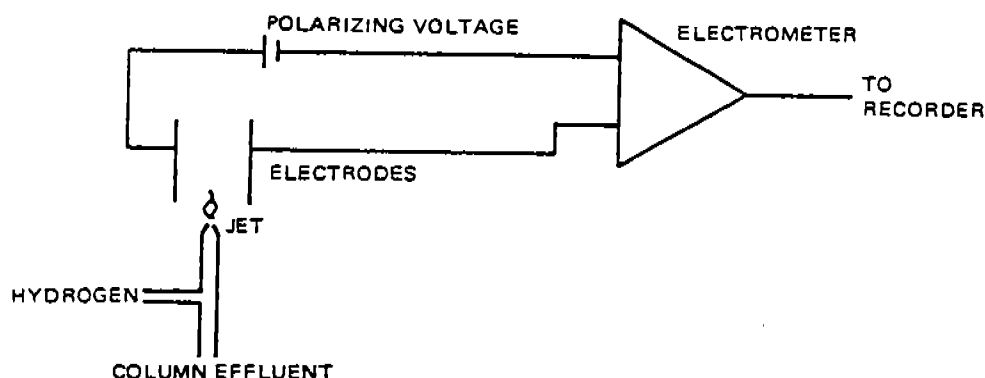 POLARIZING VOLTAGE
ELECTROMETER
TO
RECORDER
ELECTRODES
JET
HYDROGEN
COLUMN EFFLUENT